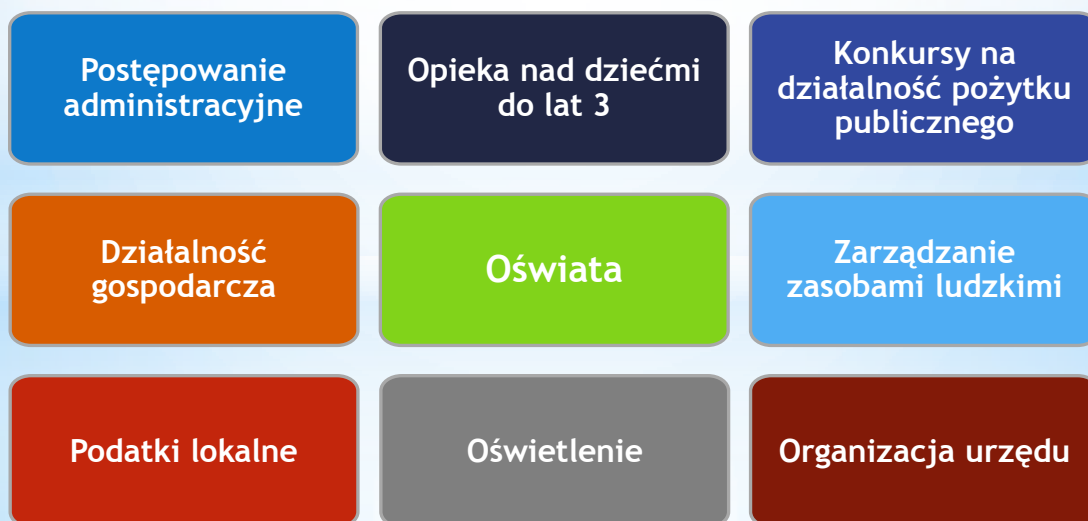 Postępowanie
administracyjne
Opieka nad dziećmi
do lat 3
Konkursy na
działalność pożytku
publicznego
Działalność
gospodarcza
Oświata
Zarządzanie
zasobami ludzkimi
Podatki lokalne
Oświetlenie
Organizacja urzędu